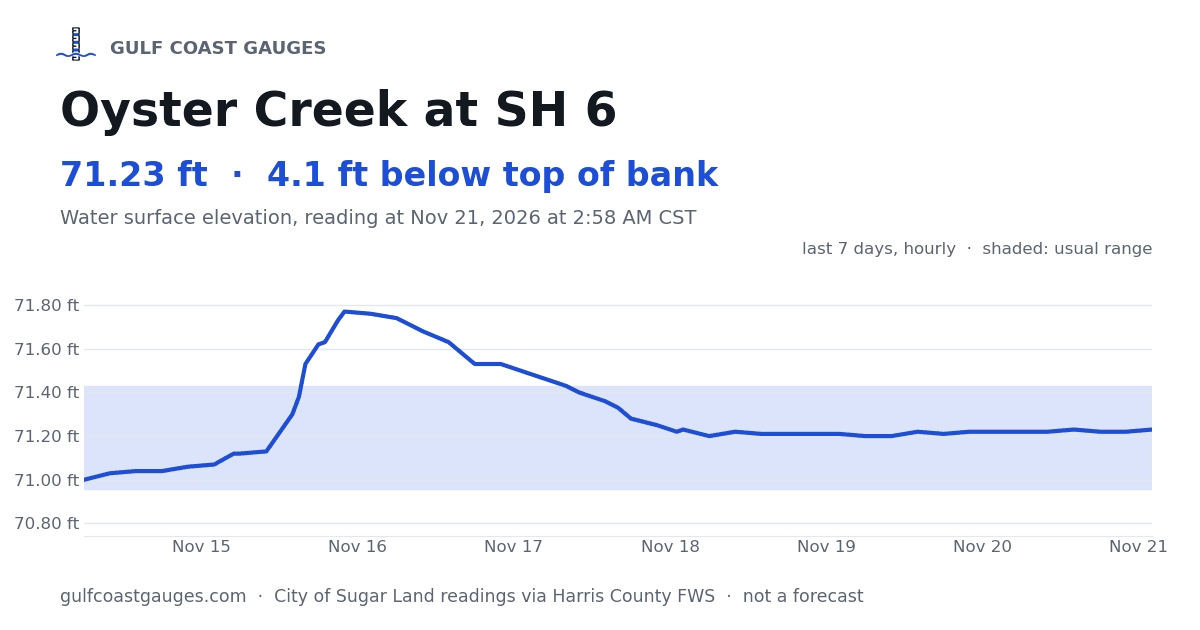 GULF COAST GAUGES
Oyster Creek at SH 6
71.23 ft · 4.1 ft below top of bank
Water surface elevation, reading at Nov 21, 2026 at 2:58 AM CST
last 7 days, hourly · shaded: usual range
71.80 ft
71.60 ft
71.40 ft
71.20 ft
71.00 ft
70.80 ft
Nov 15 Nov 16 Nov 17 Nov 18 Nov 19 Nov 20 Nov 21
gulfcoastgauges.com · City of Sugar Land readings via Harris County FWS · not a forecast